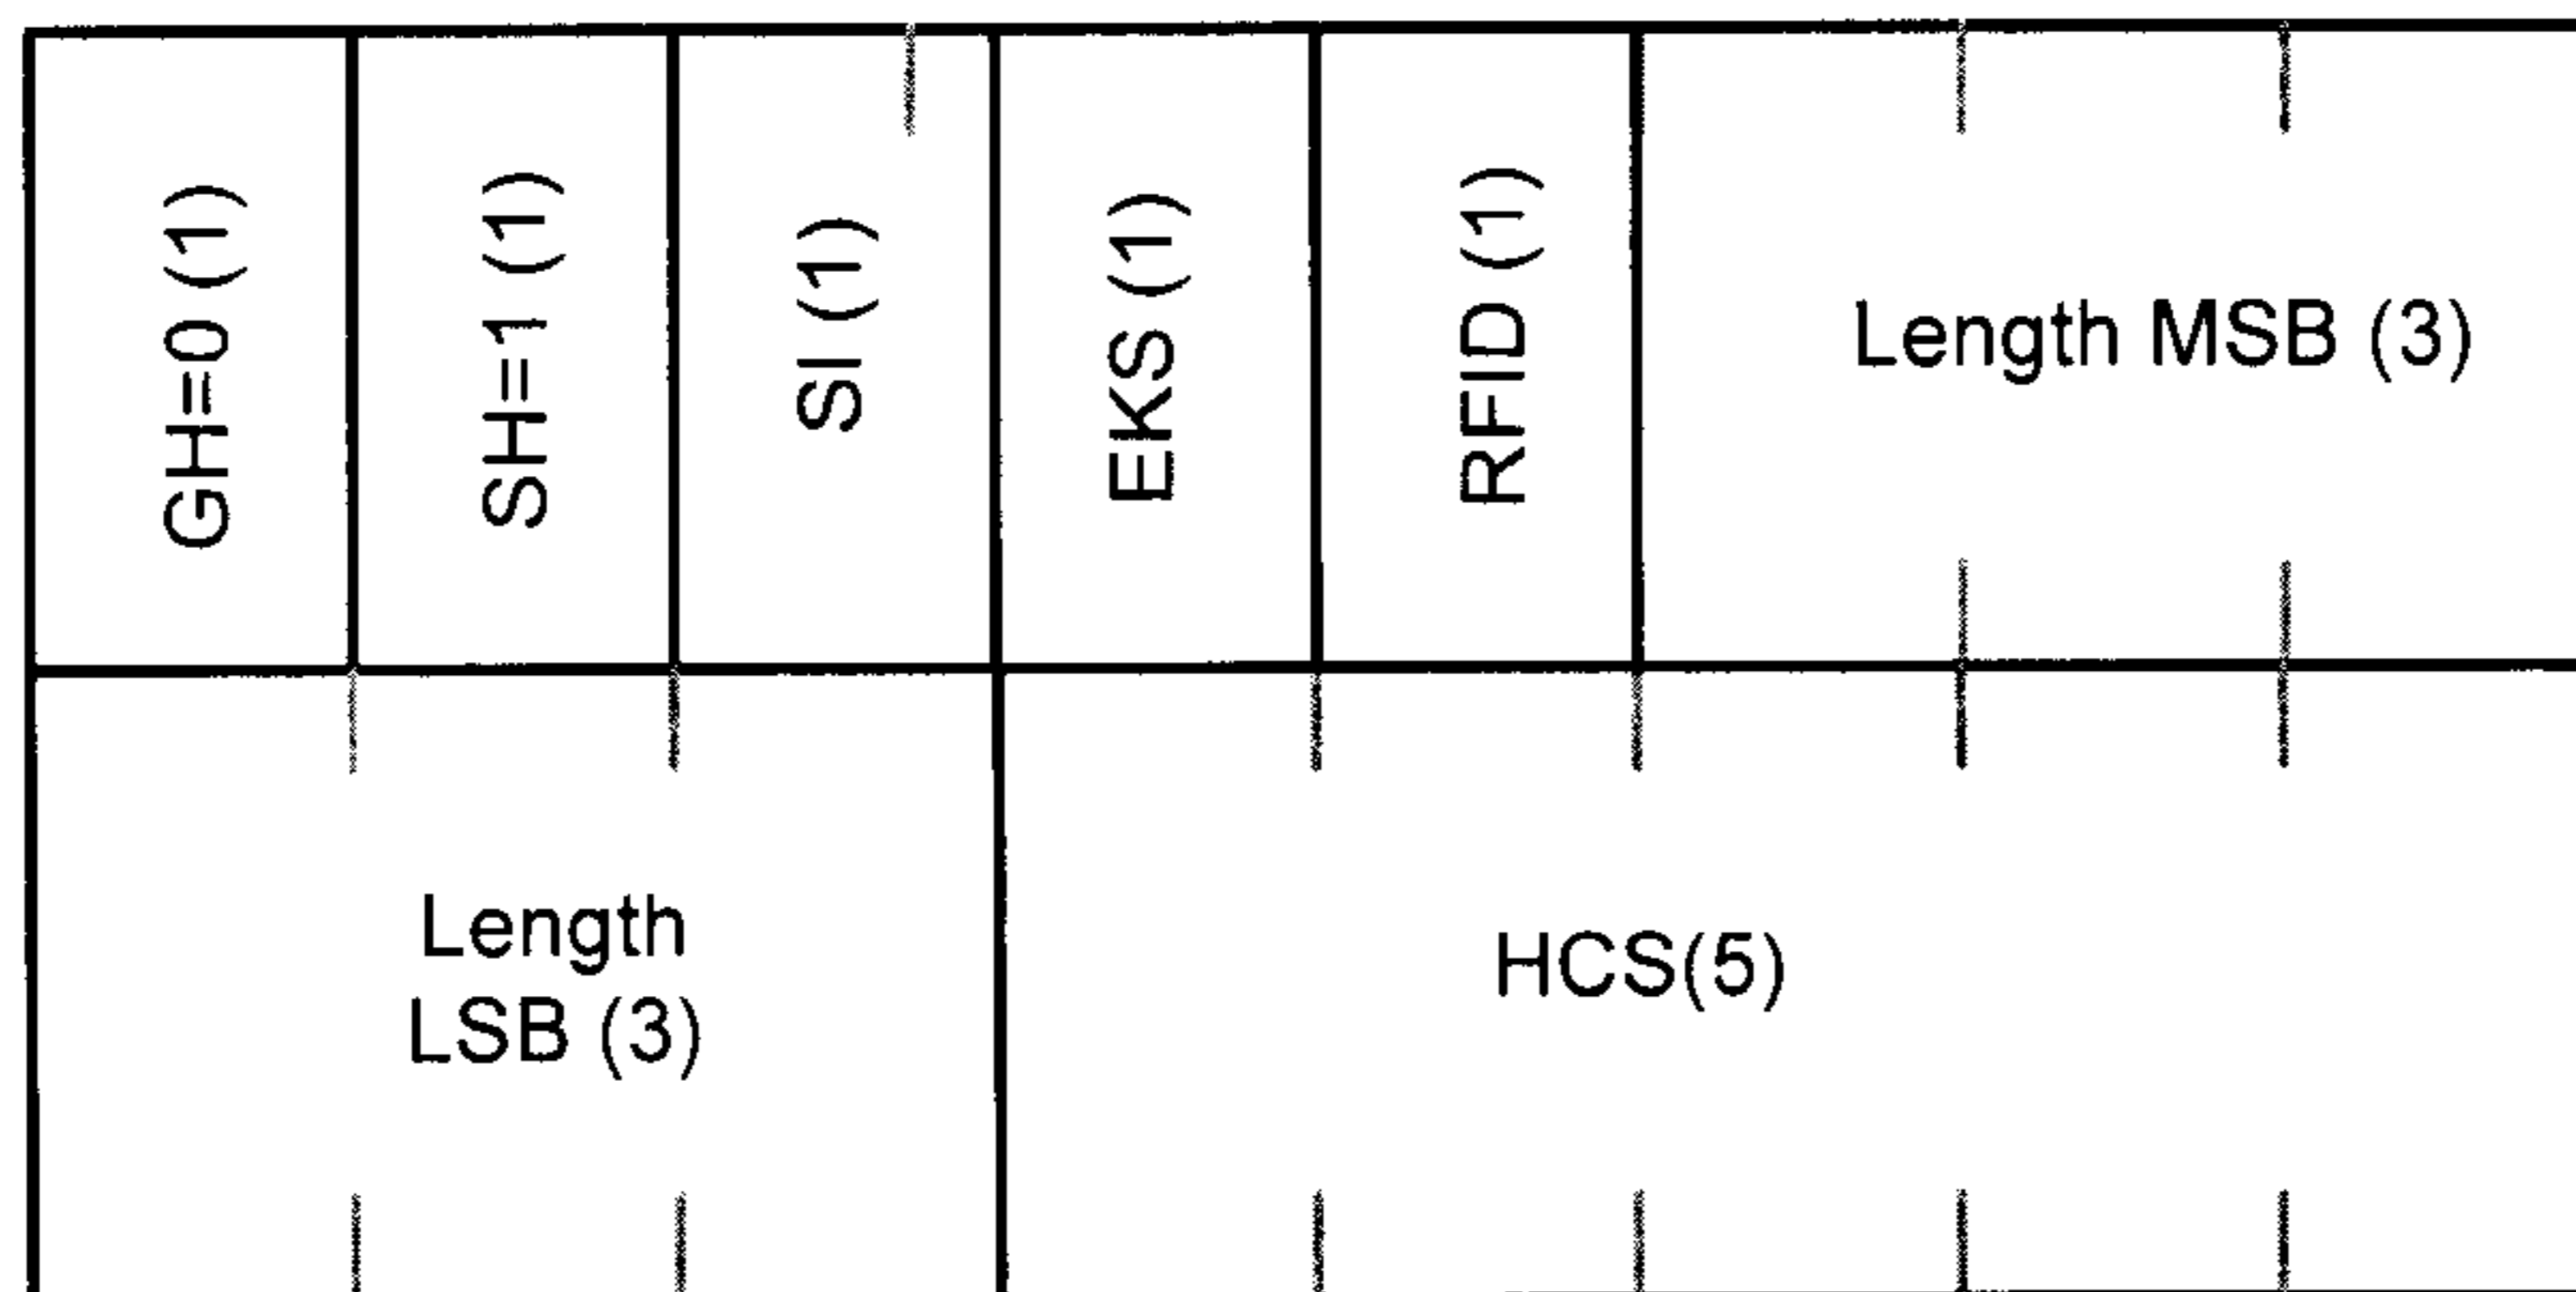 GH=0 (1)
SH=1 (1)
SI (1)
EKS (1)
RFID (1)
Length MSB (3)
Length
LSB (3)
HCS(5)